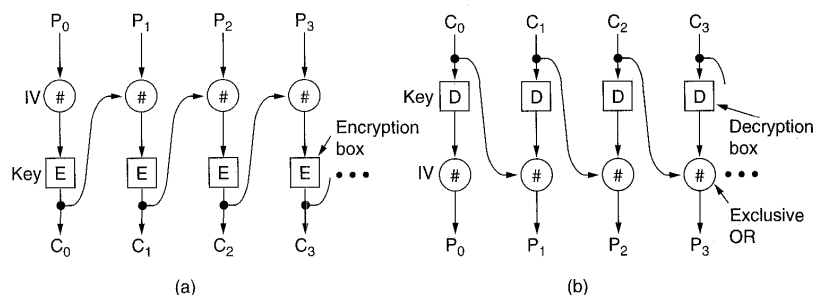 P0 P1 P2 P3
IV # # # #
Encryption box
Key E E E E
C0 C1 C2 C3
(a)
C0 C1 C2 C3
Key D D D D
Decryption box
IV # # # #
Exclusive OR
P0 P1 P2 P3
(b)